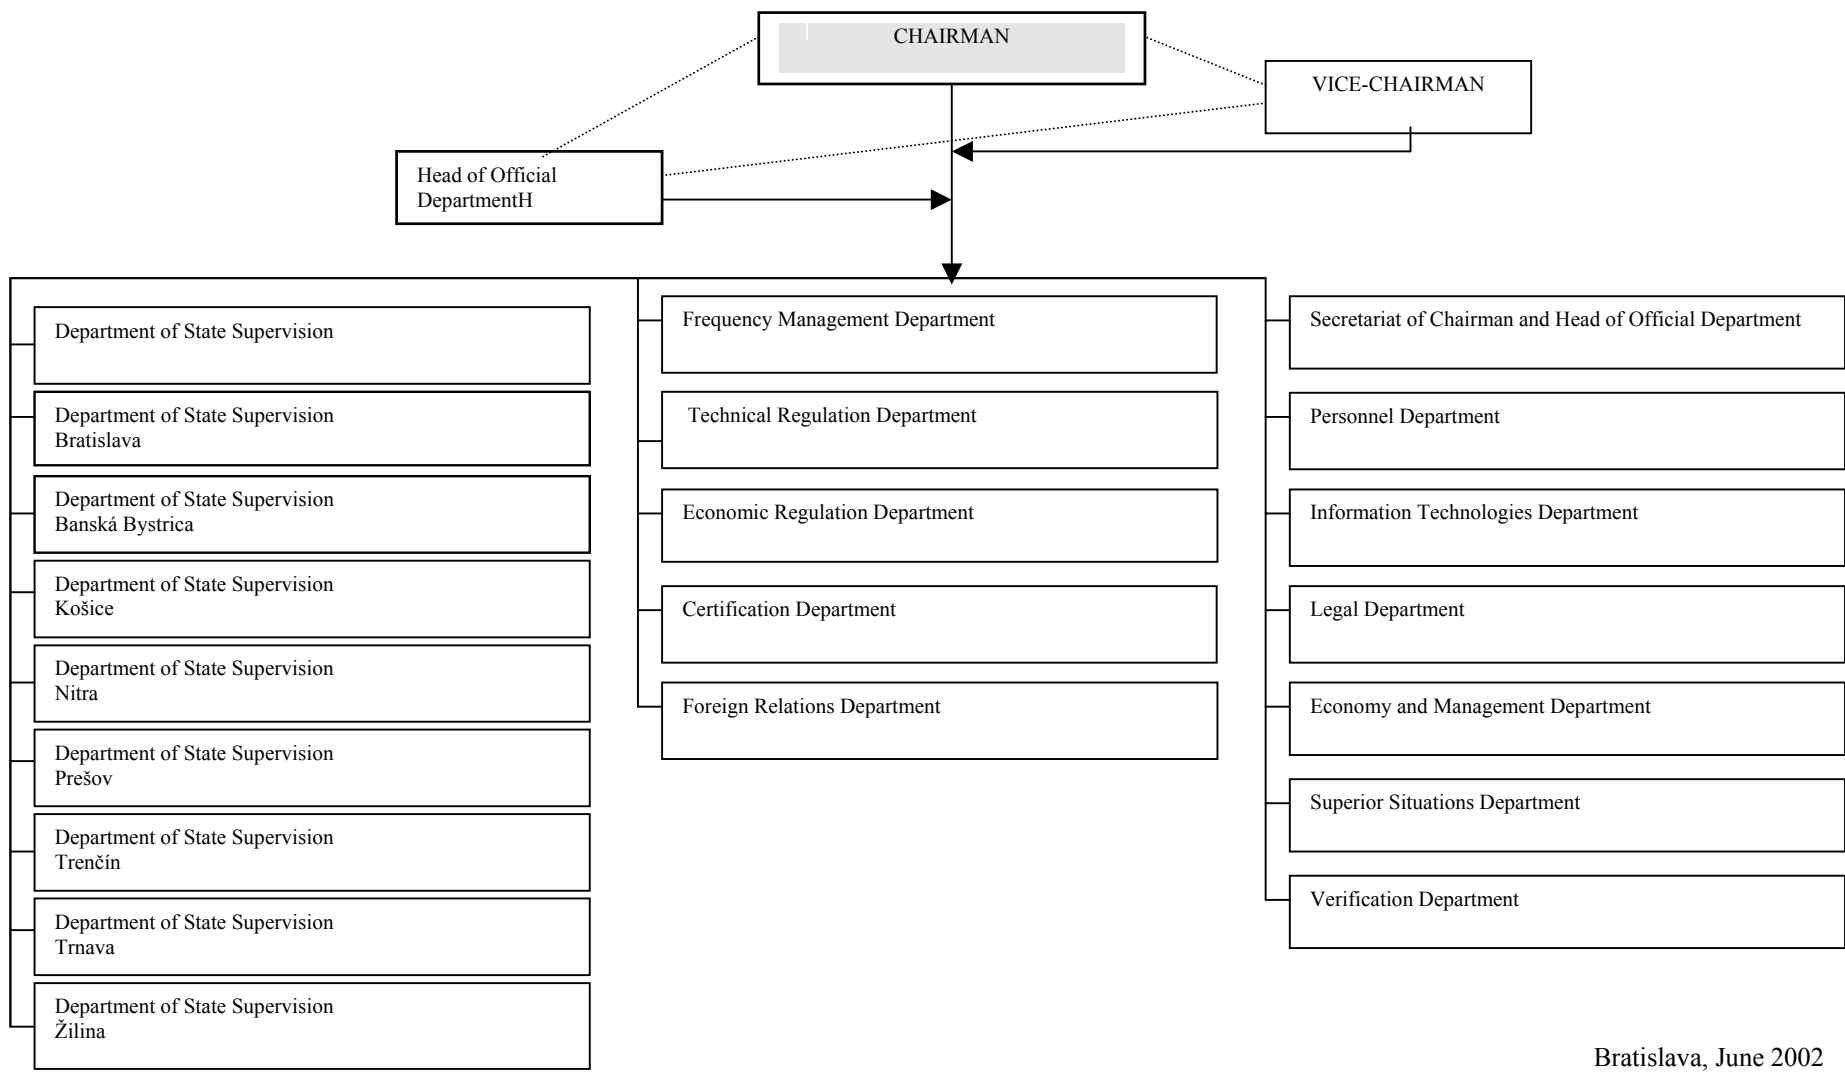 CHAIRMAN
VICE-CHAIRMAN
Head of Official
DepartmentH
Department of State Supervision
Department of State Supervision
Bratislava
Department of State Supervision
Banská Bystrica
Department of State Supervision
Košice
Department of State Supervision
Nitra
Department of State Supervision
Prešov
Department of State Supervision
Trenčín
Department of State Supervision
Trnava
Department of State Supervision
Žilina
Frequency Management Department
Technical Regulation Department
Economic Regulation Department
Certification Department
Foreign Relations Department
Secretariat of Chairman and Head of Official Department
Personnel Department
Information Technologies Department
Legal Department
Economy and Management Department
Superior Situations Department
Verification Department
Bratislava, June 2002